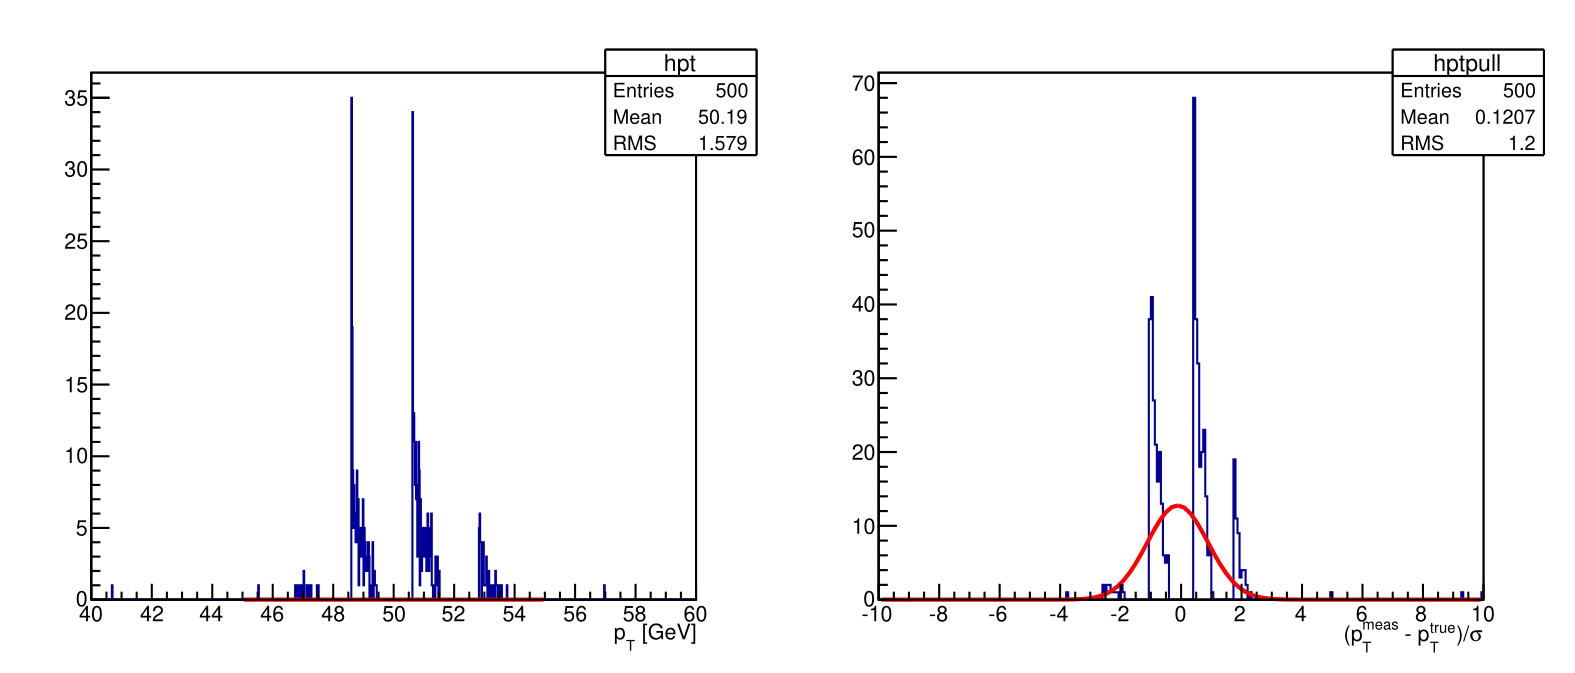 hpt
Entries 500
Mean 50.19
RMS 1.579
35
30
25
20
15
10
5
0
40 42 44 46 48 50 52 54 56 58 60
p_T [GeV]
hptpull
Entries 500
Mean 0.1207
RMS 1.2
70
60
50
40
30
20
10
0
-10 -8 -6 -4 -2 0 2 4 6 8 10
(p_T^meas - p_T^true)/σ